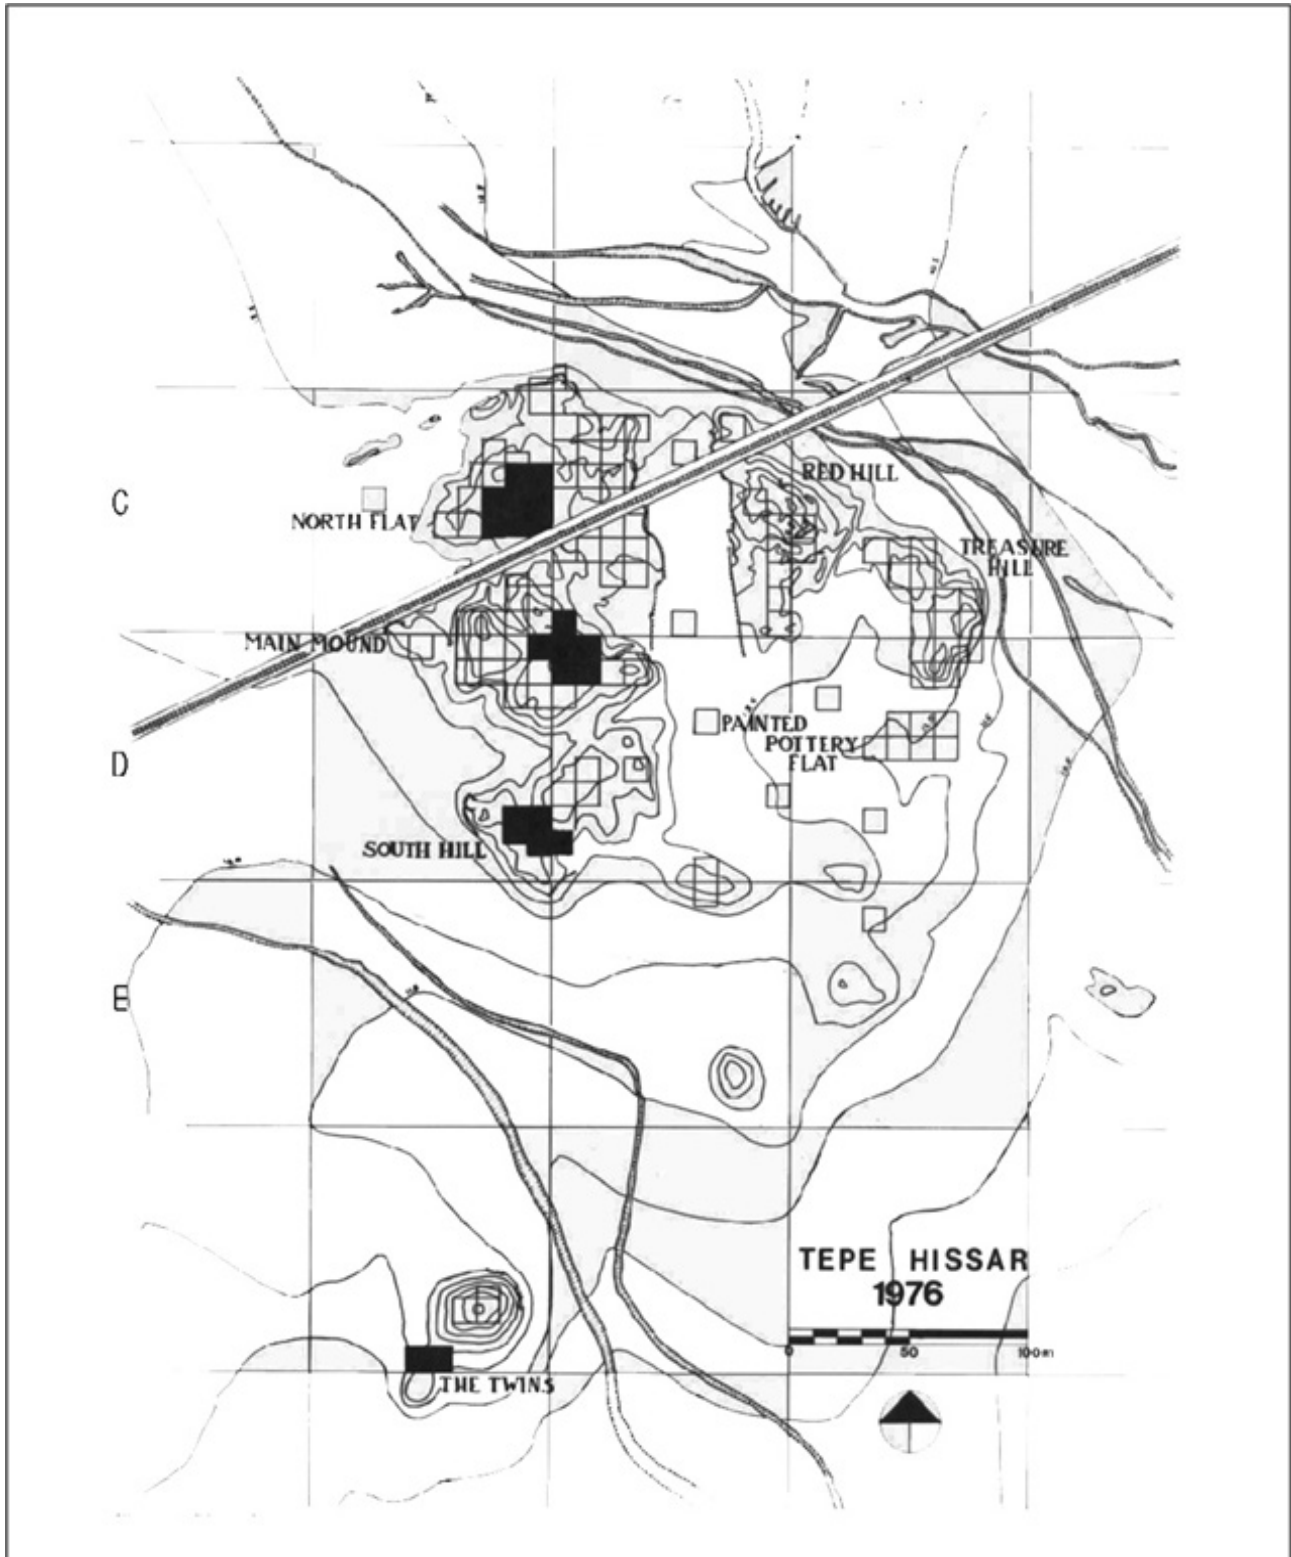 RED HILL
C
NORTH FLAT
TREASURE
HILL
MAIN MOUND
PAINTED
POTTERY
FLAT
D
SOUTH HILL
E
TEPE HISSAR
1976
0 50 100m
THE TWINS